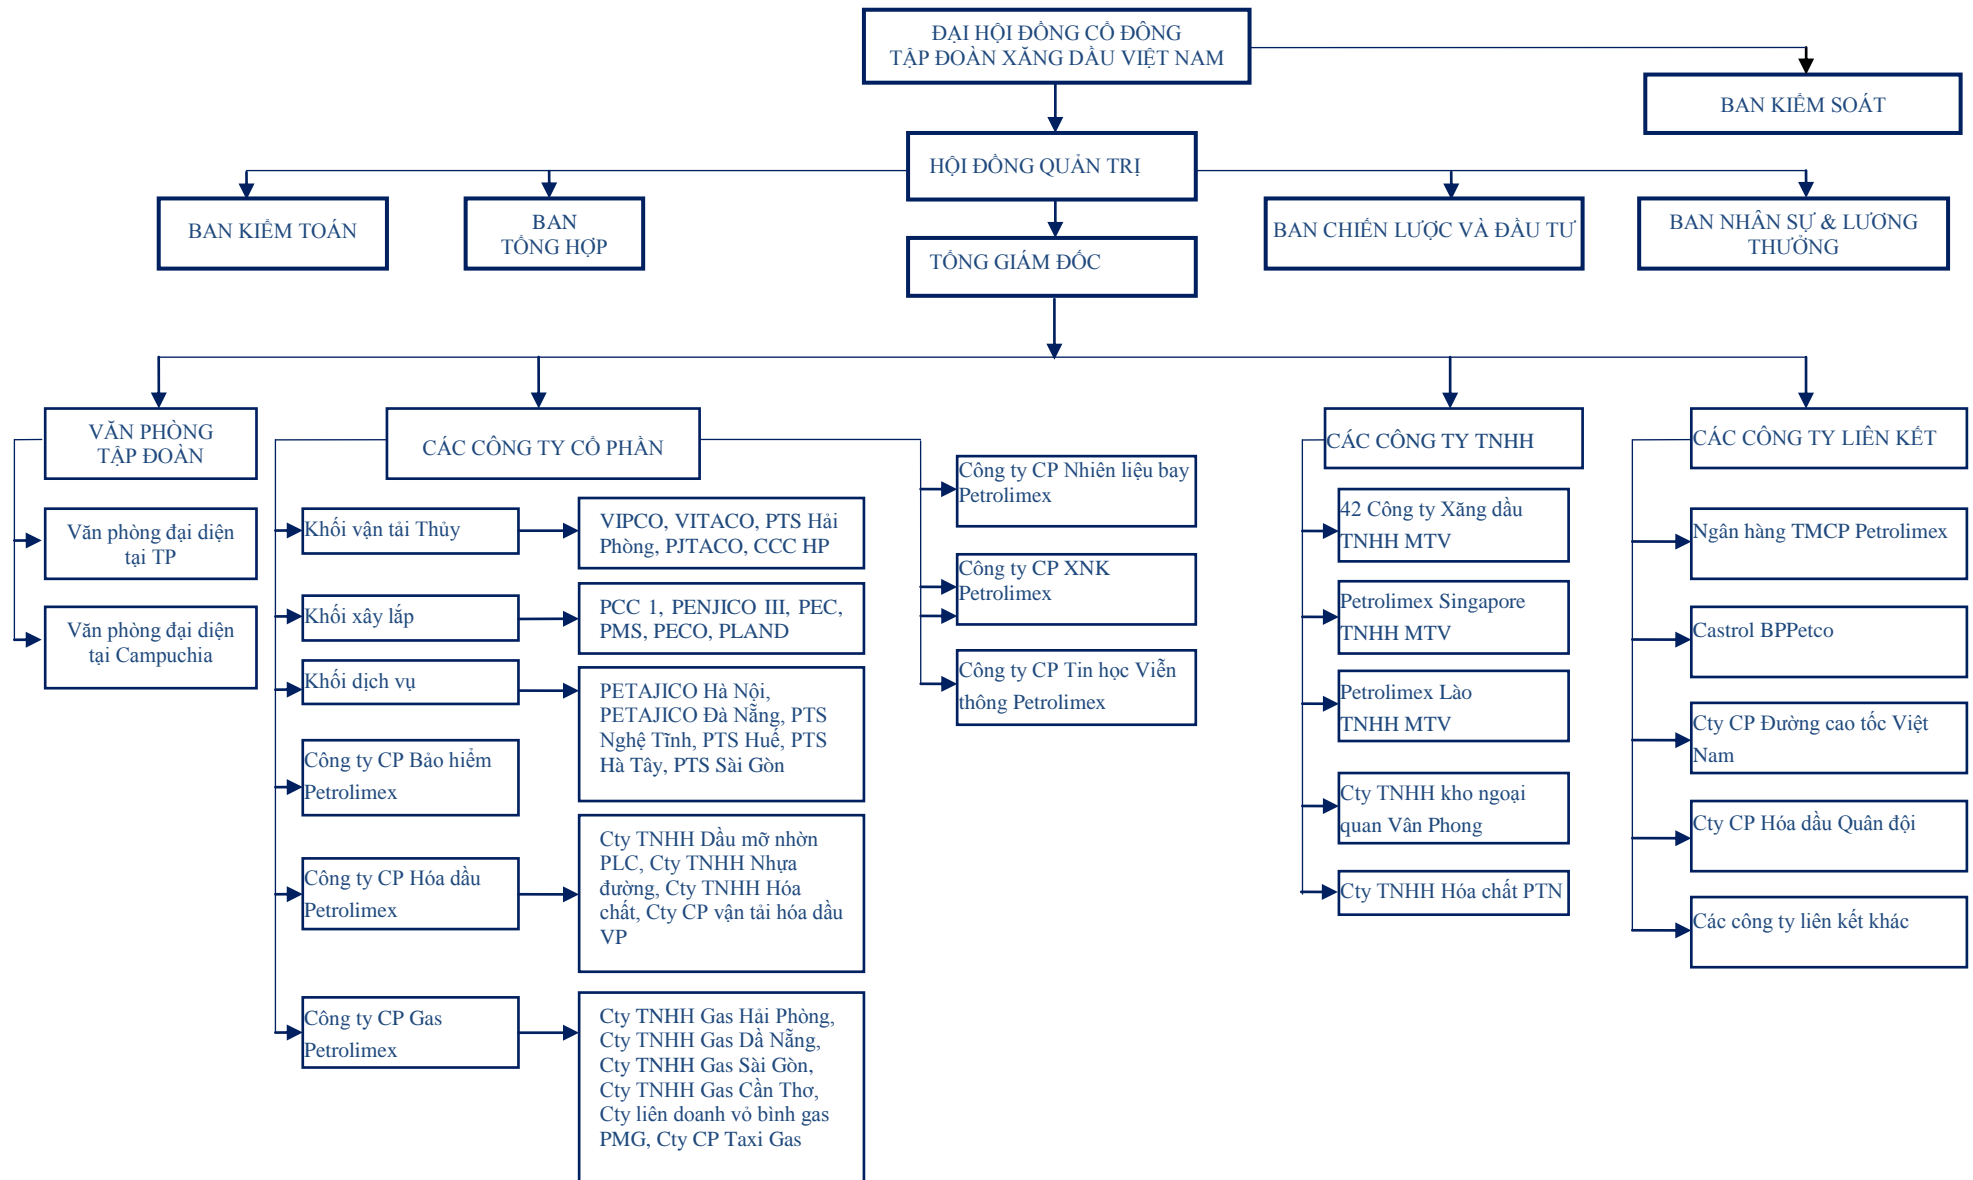 ĐẠI HỘI ĐỒNG CỔ ĐÔNG
TẬP ĐOÀN XĂNG DẦU VIỆT NAM
BAN KIỂM SOÁT
HỘI ĐỒNG QUẢN TRỊ
BAN KIỂM TOÁN
BAN
TỔNG HỢP
TỔNG GIÁM ĐỐC
BAN CHIẾN LƯỢC VÀ ĐẦU TƯ
BAN NHÂN SỰ & LƯƠNG
THƯỞNG
VĂN PHÒNG
TẬP ĐOÀN
Văn phòng đại diện
tại TP
Văn phòng đại diện
tại Campuchia
CÁC CÔNG TY CỔ PHẦN
Khối vận tải Thủy
VIPCO, VITACO, PTS Hải
Phòng, PJTACO, CCC HP
Khối xây lắp
PCC 1, PENJICO III, PEC,
PMS, PECO, PLAND
Khối dịch vụ
PETAJICO Hà Nội,
PETAJICO Đà Nẵng, PTS
Nghệ Tĩnh, PTS Huế, PTS
Hà Tây, PTS Sài Gòn
Công ty CP Bảo hiểm
Petrolimex
Công ty CP Hóa dầu
Petrolimex
Cty TNHH Dầu mỡ nhờn
PLC, Cty TNHH Nhựa
đường, Cty TNHH Hóa
chất, Cty CP vận tải hóa dầu
VP
Công ty CP Gas
Petrolimex
Cty TNHH Gas Hải Phòng,
Cty TNHH Gas Dầ Nẵng,
Cty TNHH Gas Sài Gòn,
Cty TNHH Gas Cần Thơ,
Cty liên doanh vỏ bình gas
PMG, Cty CP Taxi Gas
Công ty CP Nhiên liệu bay
Petrolimex
Công ty CP XNK
Petrolimex
Công ty CP Tin học Viễn
thông Petrolimex
CÁC CÔNG TY TNHH
42 Công ty Xăng dầu
TNHH MTV
Petrolimex Singapore
TNHH MTV
Petrolimex Lào
TNHH MTV
Cty TNHH kho ngoại
quan Vân Phong
Cty TNHH Hóa chất PTN
CÁC CÔNG TY LIÊN KẾT
Ngân hàng TMCP Petrolimex
Castrol BPPetco
Cty CP Đường cao tốc Việt
Nam
Cty CP Hóa dầu Quân đội
Các công ty liên kết khác